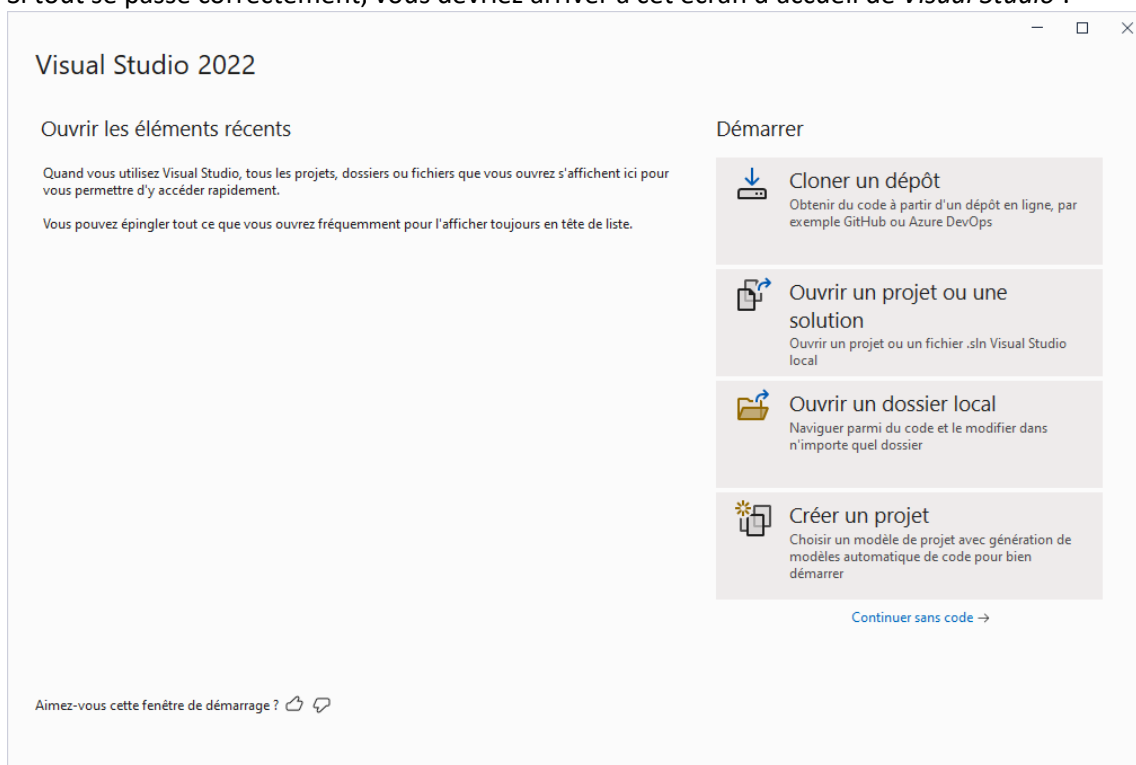 Si tout se passe correctement, vous devriez arriver à cet écran d'accueil de Visual Studio :
Visual Studio 2022
Ouvrir les éléments récents
Quand vous utilisez Visual Studio, tous les projets, dossiers ou fichiers que vous ouvrez s'affichent ici pour
vous permettre d'y accéder rapidement.
Vous pouvez épingler tout ce que vous ouvrez fréquemment pour l'afficher toujours en tête de liste.
Démarrer
Cloner un dépôt
Obtenir du code à partir d'un dépôt en ligne, par
exemple GitHub ou Azure DevOps
Ouvrir un projet ou une
solution
Ouvrir un projet ou un fichier .sln Visual Studio
local
Ouvrir un dossier local
Naviguer parmi du code et le modifier dans
n'importe quel dossier
Créer un projet
Choisir un modèle de projet avec génération de
modèles automatique de code pour bien
démarrer
Continuer sans code →
Aimez-vous cette fenêtre de démarrage ?